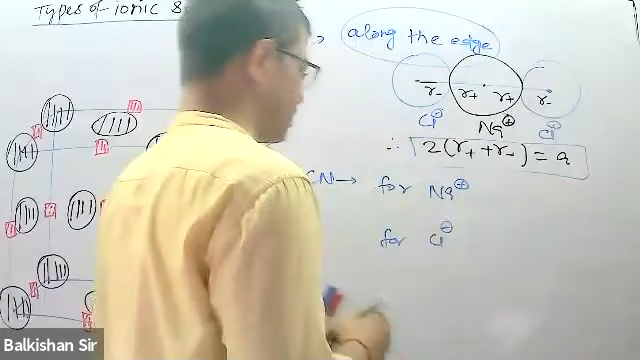 Types of ionic s
→ along the edge
r- r+ r+ r-
Cl⊖ Na⊕ Cl⊖
∴ 2(r+ + r-) = a
CN → for Na⊕
for Cl⊖
Balkishan Sir